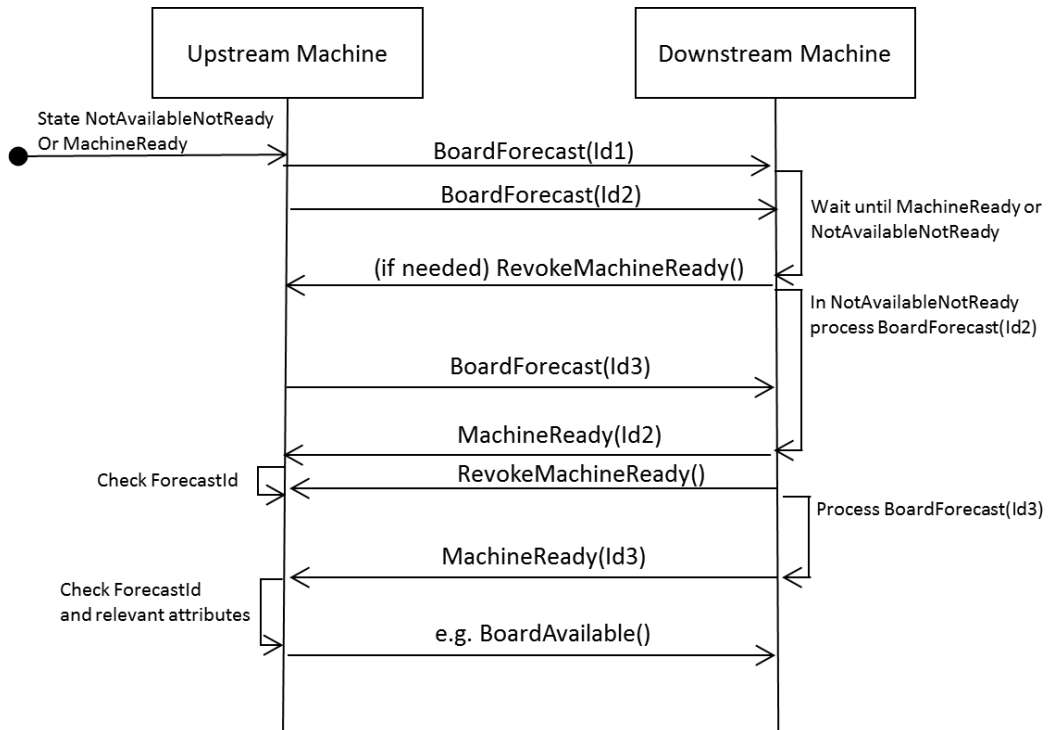 Upstream Machine
Downstream Machine
State NotAvailableNotReady
Or MachineReady
BoardForecast(Id1)
BoardForecast(Id2)
Wait until MachineReady or
NotAvailableNotReady
(if needed) RevokeMachineReady()
In NotAvailableNotReady
process BoardForecast(Id2)
BoardForecast(Id3)
MachineReady(Id2)
Check ForecastId
RevokeMachineReady()
Process BoardForecast(Id3)
MachineReady(Id3)
Check ForecastId
and relevant attributes
e.g. BoardAvailable()